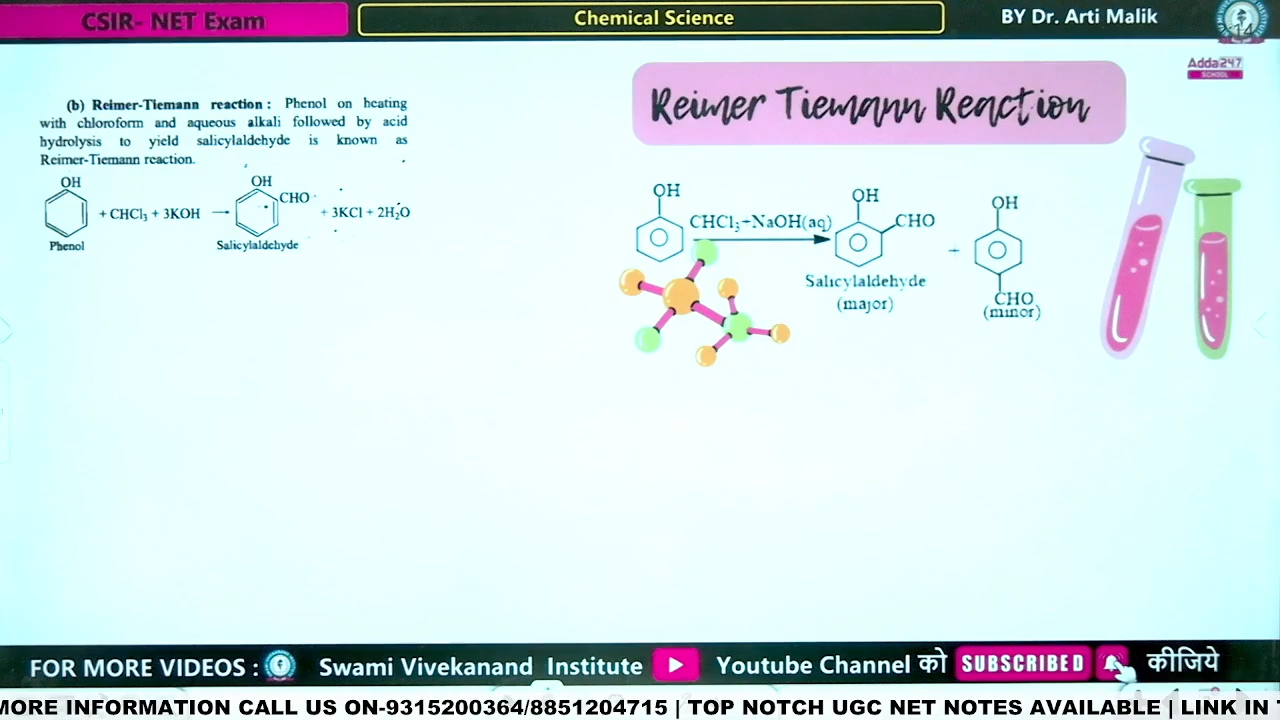 CSIR- NET Exam
Chemical Science
BY Dr. Arti Malik
Adda247
SCHOOL
(b) Reimer-Tiemann reaction : Phenol on heating
with chloroform and aqueous alkali followed by acid
hydrolysis to yield salicylaldehyde is known as
Reimer-Tiemann reaction.
OH
OH
CHO
+ CHCl₃ + 3KOH → + 3KCl + 2H₂O
Phenol
Salicylaldehyde
Reimer Tiemann Reaction
OH
CHCl₃+NaOH(aq)
OH
CHO
Salicylaldehyde
(major)
OH
CHO
(minor)
FOR MORE VIDEOS : Swami Vivekanand Institute Youtube Channel को SUBSCRIBED कीजिये
MORE INFORMATION CALL US ON-9315200364/8851204715 | TOP NOTCH UGC NET NOTES AVAILABLE | LINK IN